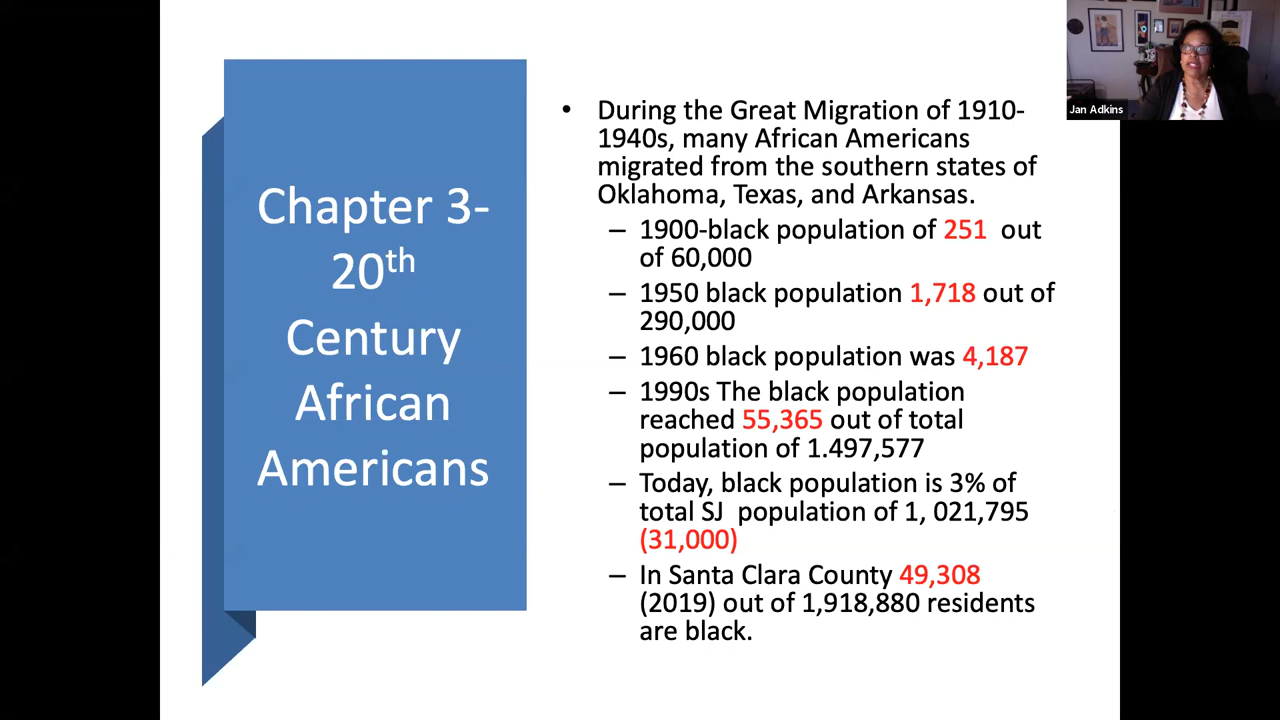 Chapter 3-
20th
Century
African
Americans
• During the Great Migration of 1910-
1940s, many African Americans
migrated from the southern states of
Oklahoma, Texas, and Arkansas.
– 1900-black population of 251 out
of 60,000
– 1950 black population 1,718 out of
290,000
– 1960 black population was 4,187
– 1990s The black population
reached 55,365 out of total
population of 1.497,577
– Today, black population is 3% of
total SJ population of 1, 021,795
(31,000)
– In Santa Clara County 49,308
(2019) out of 1,918,880 residents
are black.
Jan Adkins